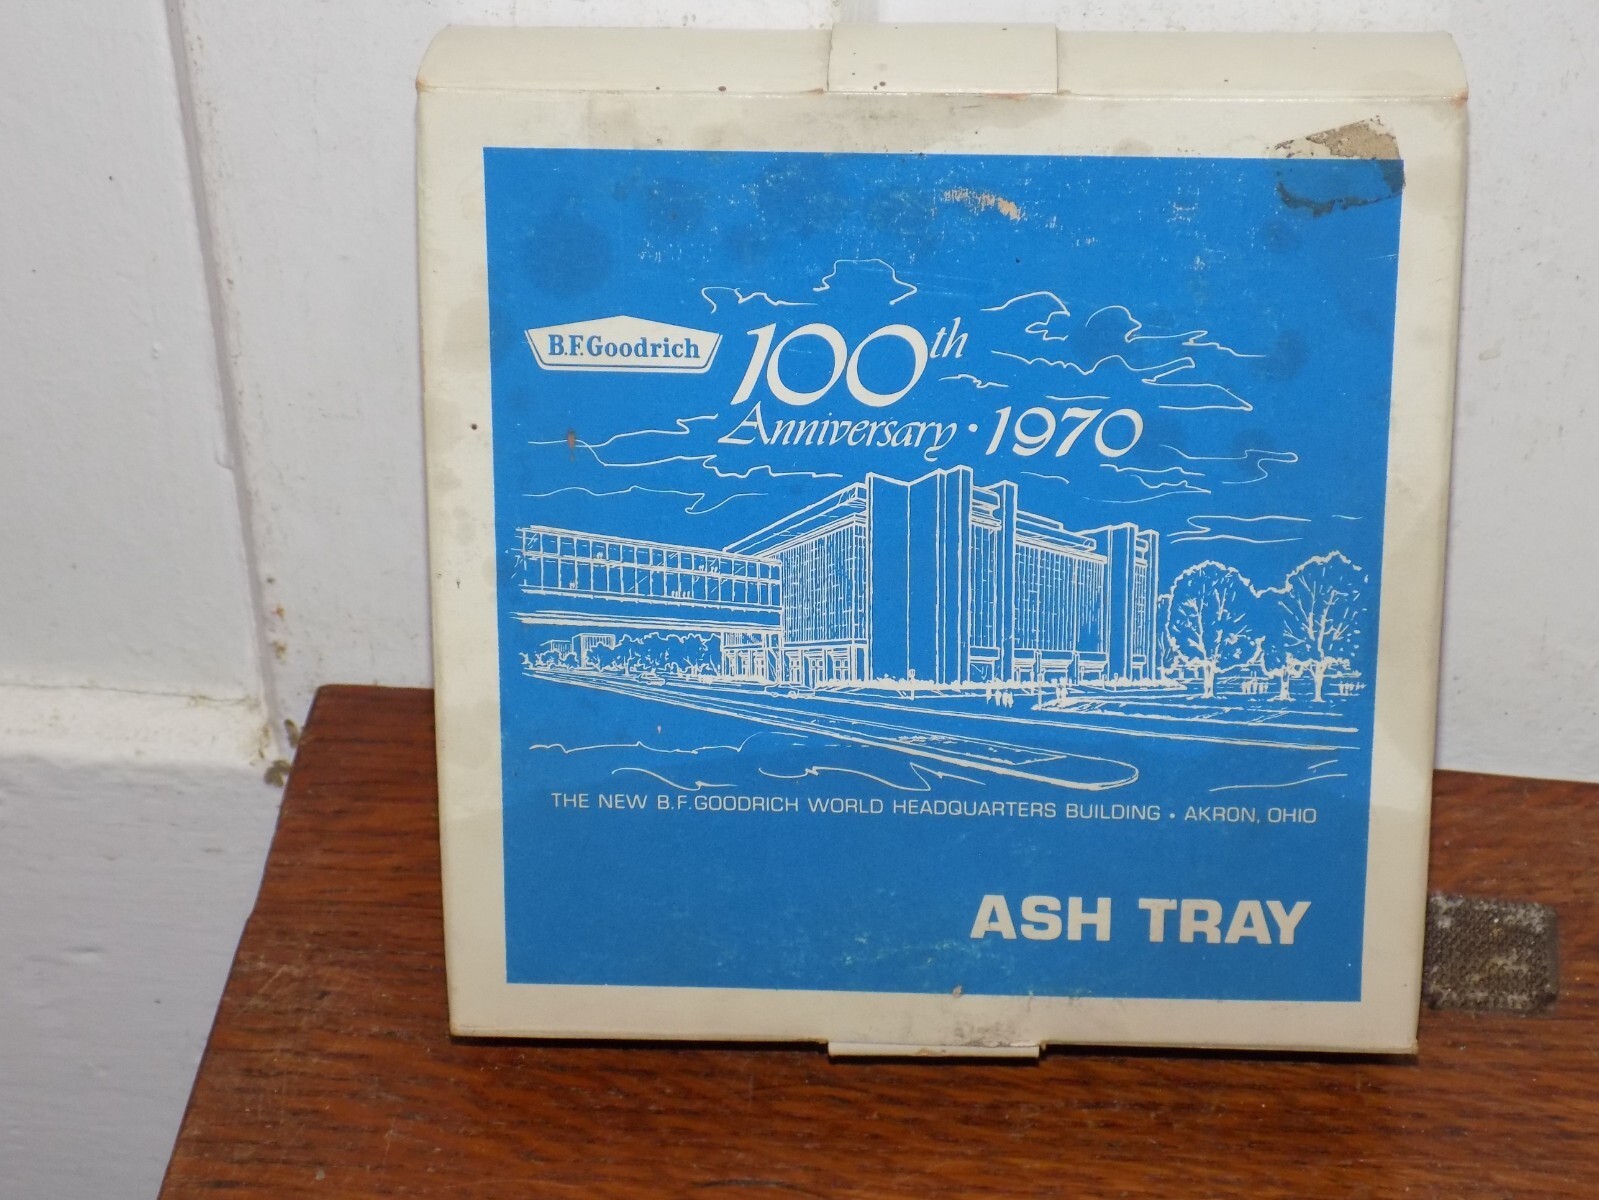 B.F.Goodrich
100th
Anniversary • 1970
THE NEW B.F.GOODRICH WORLD HEADQUARTERS BUILDING • AKRON, OHIO
ASH TRAY